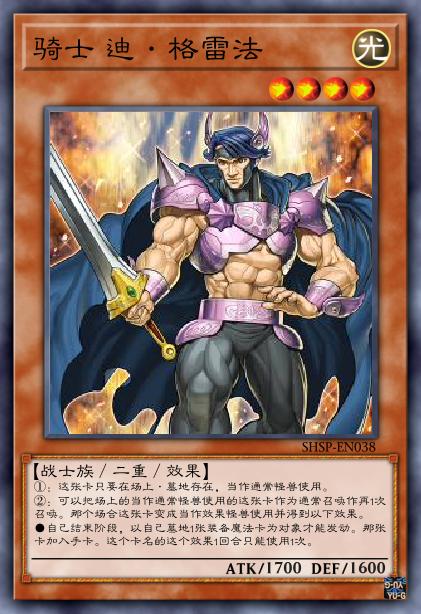 骑士 迪·格雷法
光
SHSP-EN038
【战士族／二重／效果】
①：这张卡只要在场上·墓地存在，当作通常怪兽使用。
②：可以把场上的当作通常怪兽使用的这张卡作为通常召唤作再1次
召唤。那个场合这张卡变成当作效果怪兽使用并得到以下效果。
●自己结束阶段，以自己墓地1张装备魔法卡为对象才能发动。那张
卡加入手卡。这个卡名的这个效果1回合只能使用1次。
ATK/1700 DEF/1600